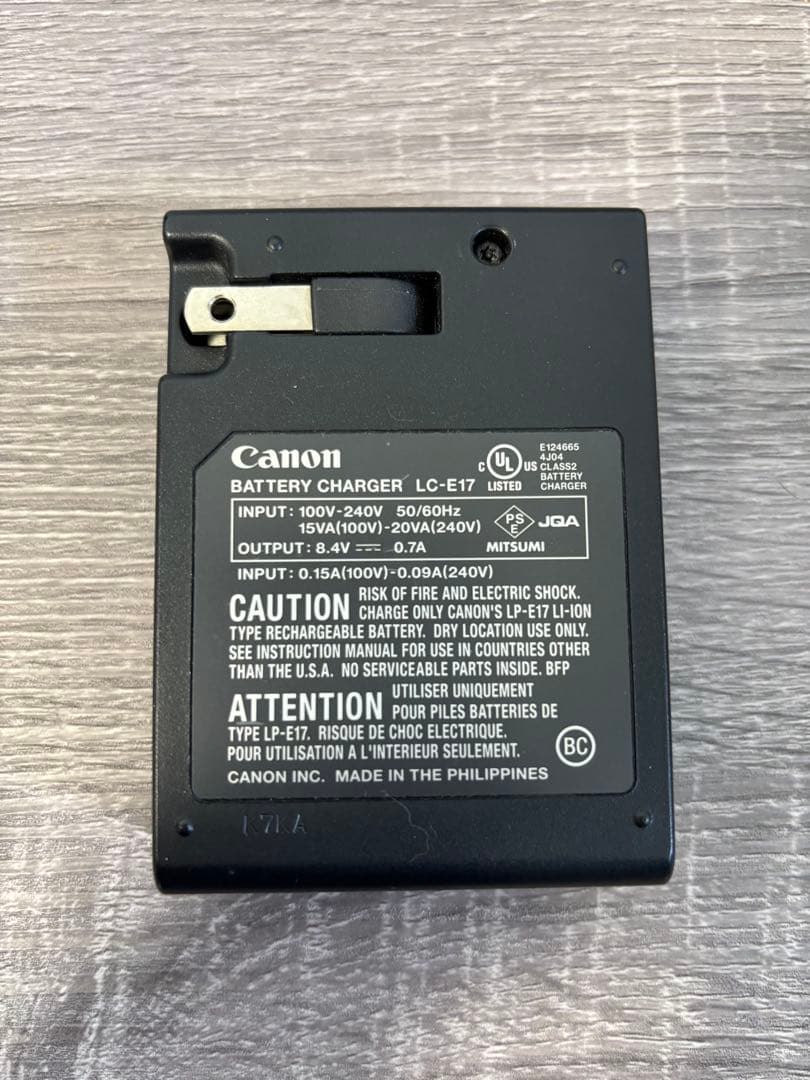 Canon
BATTERY CHARGER LC-E17
C UL US LISTED
E124665
4J04
CLASS2
BATTERY
CHARGER
INPUT: 100V-240V 50/60Hz
15VA(100V)-20VA(240V)
OUTPUT: 8.4V ⎓ 0.7A
PS
E
JQA
MITSUMI
INPUT: 0.15A(100V)-0.09A(240V)
CAUTION RISK OF FIRE AND ELECTRIC SHOCK.
CHARGE ONLY CANON'S LP-E17 LI-ION
TYPE RECHARGEABLE BATTERY. DRY LOCATION USE ONLY.
SEE INSTRUCTION MANUAL FOR USE IN COUNTRIES OTHER
THAN THE U.S.A. NO SERVICEABLE PARTS INSIDE. BFP
ATTENTION UTILISER UNIQUEMENT
POUR PILES BATTERIES DE
TYPE LP-E17. RISQUE DE CHOC ELECTRIQUE.
POUR UTILISATION A L'INTERIEUR SEULEMENT.
BC
CANON INC. MADE IN THE PHILIPPINES
K7KA